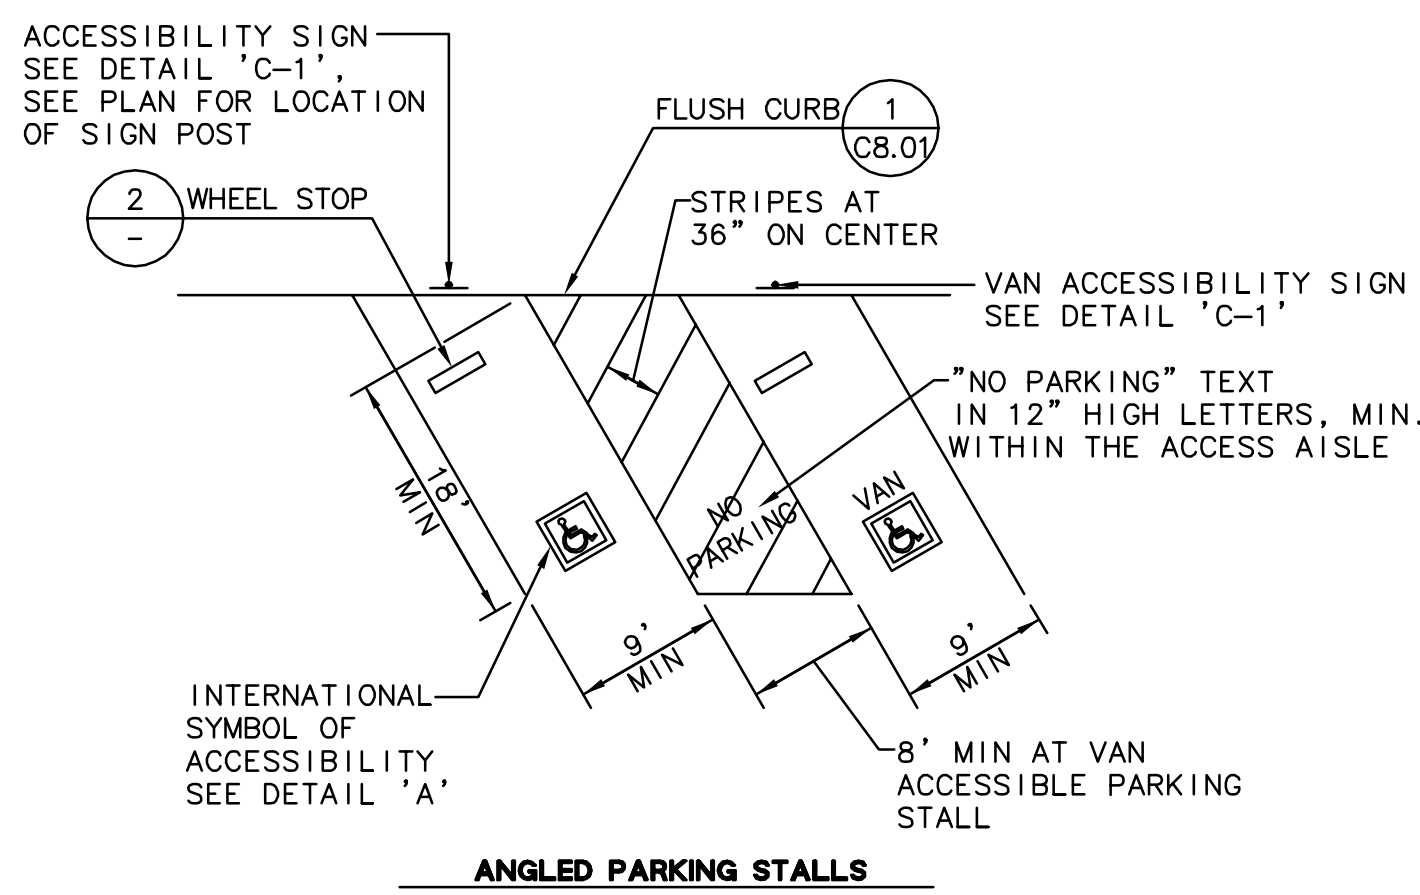 ACCESSIBILITY SIGN
SEE DETAIL 'C-1',
SEE PLAN FOR LOCATION
OF SIGN POST
FLUSH CURB
1
C8.01
2
-
WHEEL STOP
STRIPES AT
36" ON CENTER
VAN ACCESSIBILITY SIGN
SEE DETAIL 'C-1'
"NO PARKING" TEXT
IN 12" HIGH LETTERS, MIN.
WITHIN THE ACCESS AISLE
18'
MIN
NO
PARKING
VAN
9'
MIN
9'
MIN
INTERNATIONAL
SYMBOL OF
ACCESSIBILITY
SEE DETAIL 'A'
8' MIN AT VAN
ACCESSIBLE PARKING
STALL
ANGLED PARKING STALLS